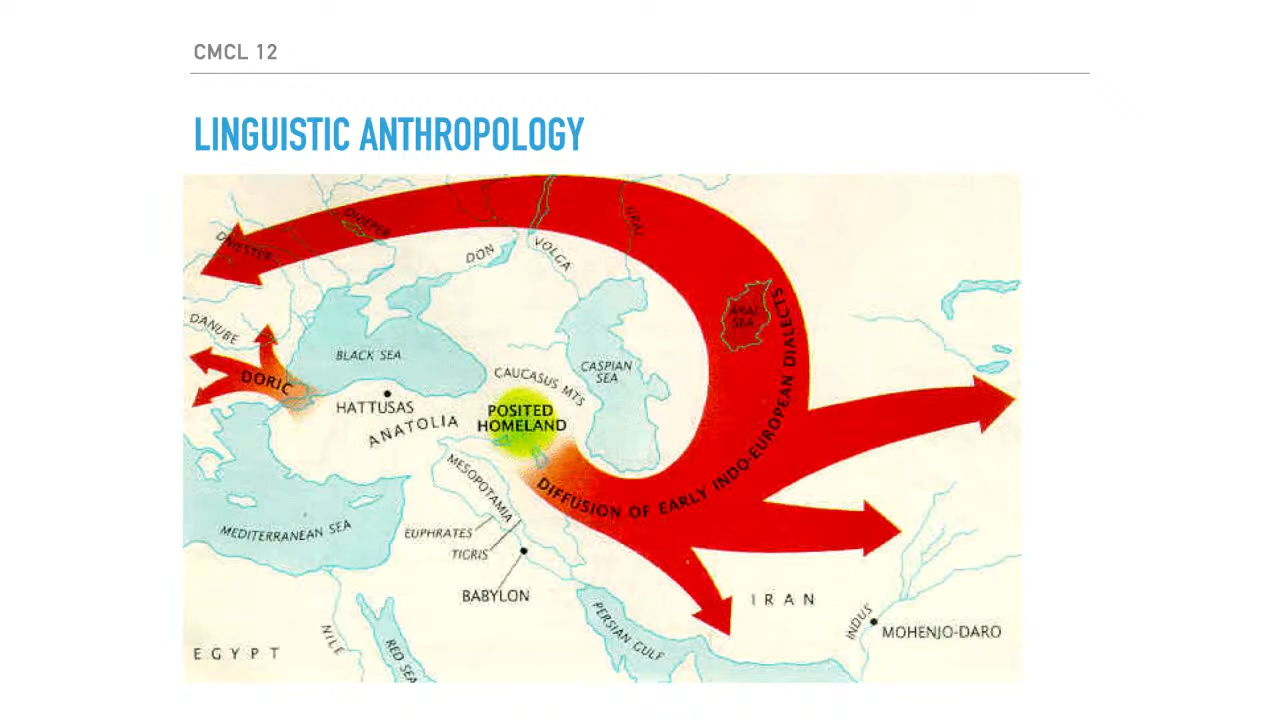 CMCL 12
LINGUISTIC ANTHROPOLOGY
DNIEPER
URAL
DNIESTER
DON
VOLGA
ARAL
SEA
DANUBE
BLACK SEA
CASPIAN
SEA
CAUCASUS MTS
DORIC
HATTUSAS
ANATOLIA
POSITED
HOMELAND
DIFFUSION OF EARLY INDO-EUROPEAN DIALECTS
MESOPOTAMIA
MEDITERRANEAN SEA
EUPHRATES
TIGRIS
BABYLON
IRAN
PERSIAN GULF
INDUS
MOHENJO-DARO
NILE
RED SEA
EGYPT